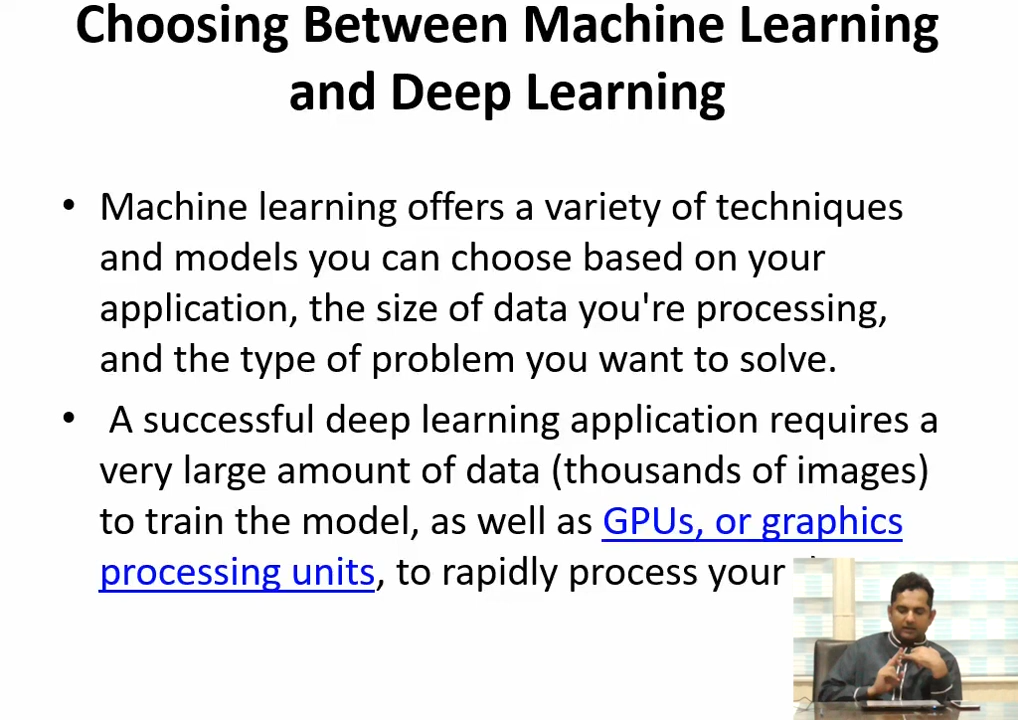 Choosing Between Machine Learning
and Deep Learning
• Machine learning offers a variety of techniques
and models you can choose based on your
application, the size of data you're processing,
and the type of problem you want to solve.
• A successful deep learning application requires a
very large amount of data (thousands of images)
to train the model, as well as GPUs, or graphics
processing units, to rapidly process your